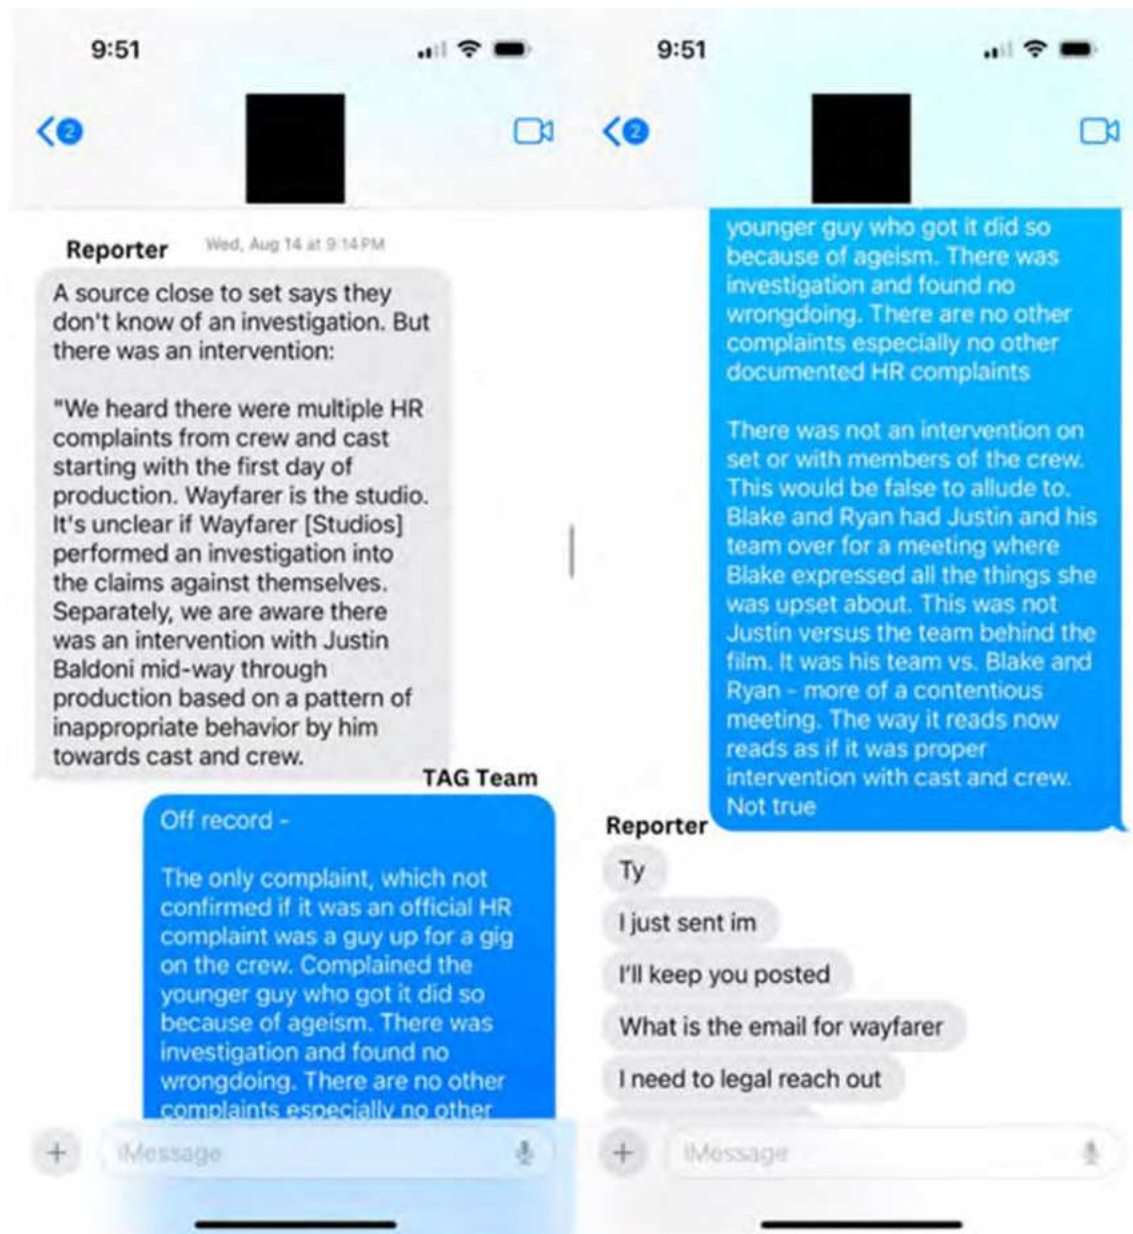 9:51
2
Reporter
Wed, Aug 14 at 9:14 PM
A source close to set says they
don't know of an investigation. But
there was an intervention:
"We heard there were multiple HR
complaints from crew and cast
starting with the first day of
production. Wayfarer is the studio.
It's unclear if Wayfarer [Studios]
performed an investigation into
the claims against themselves.
Separately, we are aware there
was an intervention with Justin
Baldoni mid-way through
production based on a pattern of
inappropriate behavior by him
towards cast and crew.
TAG Team
Off record -
The only complaint, which not
confirmed if it was an official HR
complaint was a guy up for a gig
on the crew. Complained the
younger guy who got it did so
because of ageism. There was
investigation and found no
wrongdoing. There are no other
complaints especially no other
iMessage
9:51
2
younger guy who got it did so
because of ageism. There was
investigation and found no
wrongdoing. There are no other
complaints especially no other
documented HR complaints
There was not an intervention on
set or with members of the crew.
This would be false to allude to.
Blake and Ryan had Justin and his
team over for a meeting where
Blake expressed all the things she
was upset about. This was not
Justin versus the team behind the
film. It was his team vs. Blake and
Ryan - more of a contentious
meeting. The way it reads now
reads as if it was proper
intervention with cast and crew.
Not true
Reporter
Ty
I just sent im
I'll keep you posted
What is the email for wayfarer
I need to legal reach out
iMessage